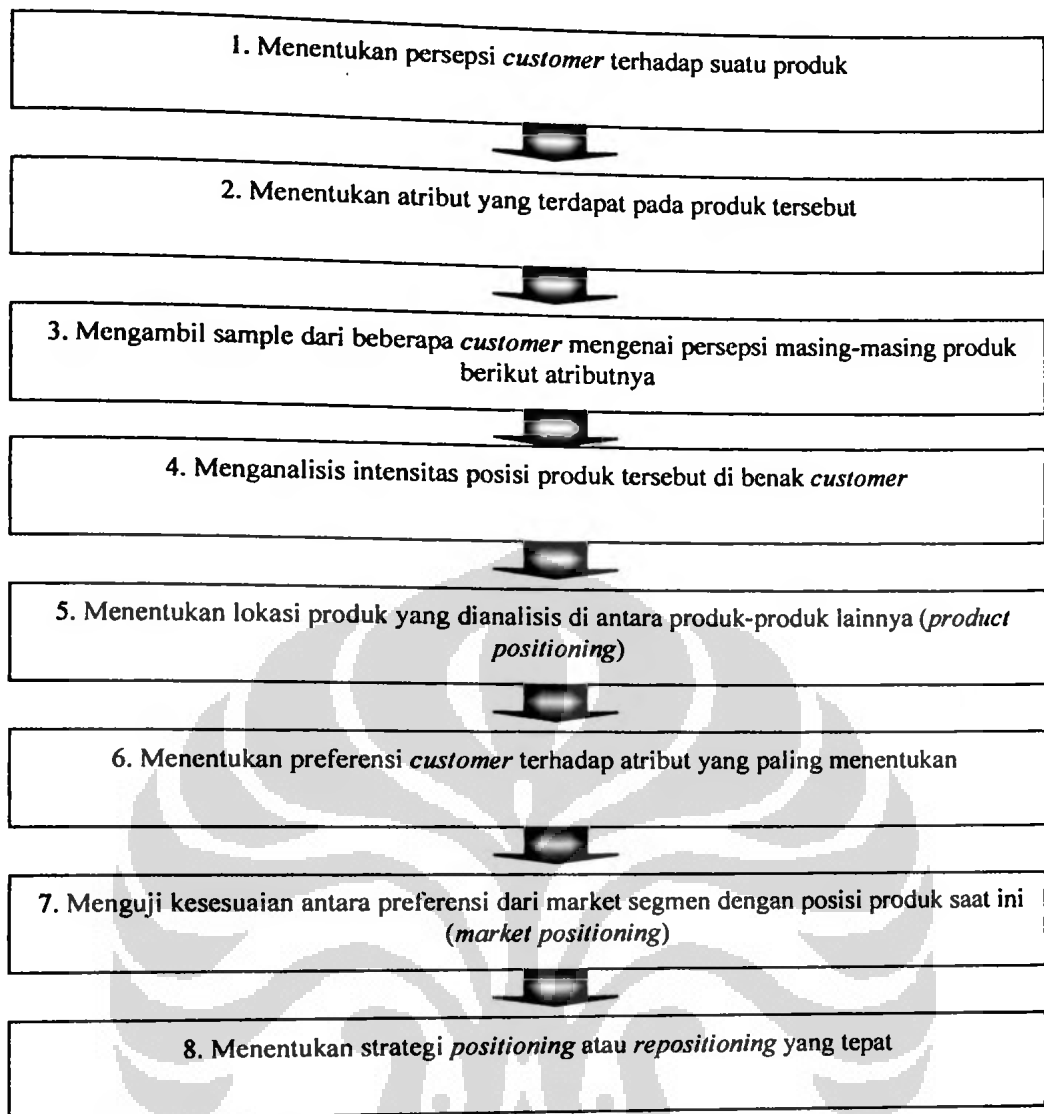 1. Menentukan persepsi customer terhadap suatu produk
2. Menentukan atribut yang terdapat pada produk tersebut
3. Mengambil sample dari beberapa customer mengenai persepsi masing-masing produk
berikut atributnya
4. Menganalisis intensitas posisi produk tersebut di benak customer
5. Menentukan lokasi produk yang dianalisis di antara produk-produk lainnya (product
positioning)
6. Menentukan preferensi customer terhadap atribut yang paling menentukan
7. Menguji kesesuaian antara preferensi dari market segmen dengan posisi produk saat ini
(market positioning)
8. Menentukan strategi positioning atau repositioning yang tepat